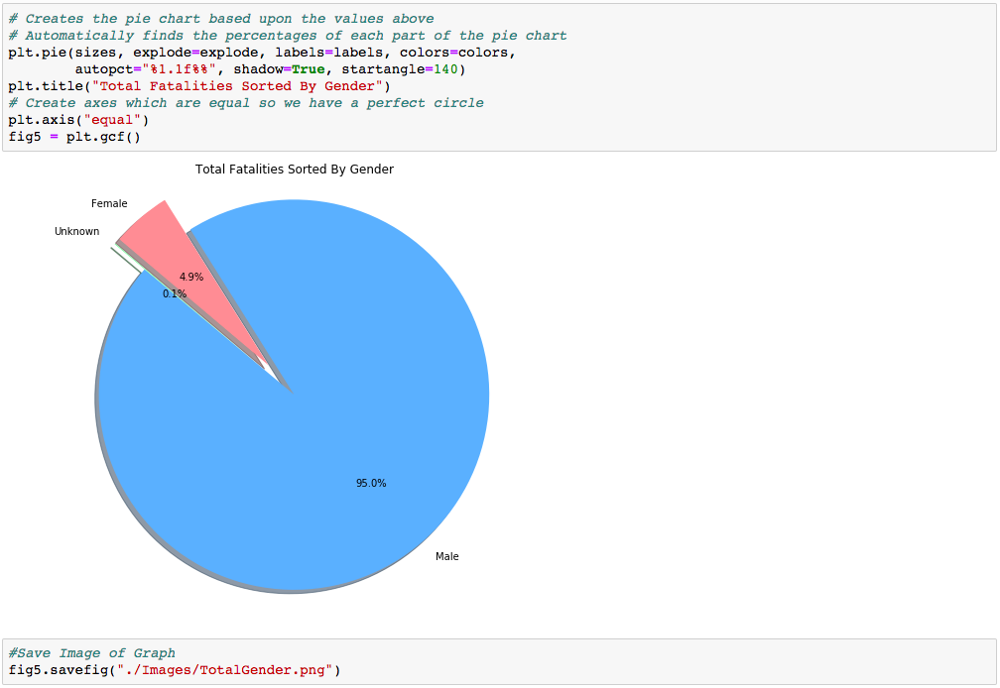 # Creates the pie chart based upon the values above
# Automatically finds the percentages of each part of the pie chart
plt.pie(sizes, explode=explode, labels=labels, colors=colors,
        autopct="%1.1f%%", shadow=True, startangle=140)
plt.title("Total Fatalities Sorted By Gender")
# Create axes which are equal so we have a perfect circle
plt.axis("equal")
fig5 = plt.gcf()
Total Fatalities Sorted By Gender
Female
Unknown
4.9%
0.1%
95.0%
Male
#Save Image of Graph
fig5.savefig("./Images/TotalGender.png")